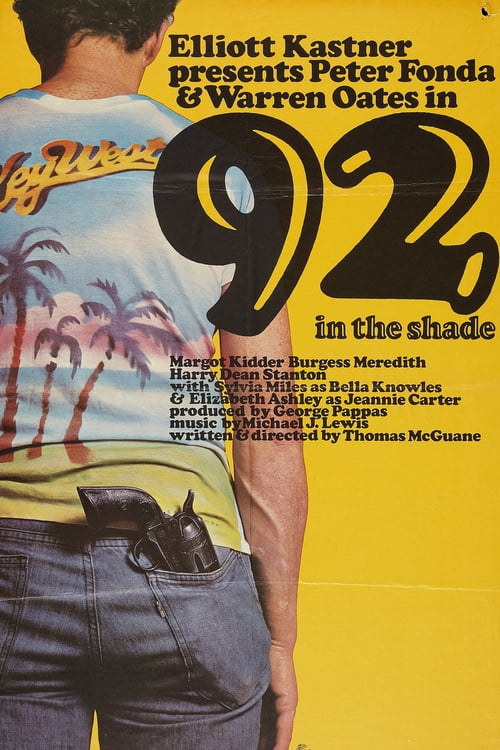 Elliott Kastner
presents Peter Fonda
& Warren Oates in
92
in the shade
Key West
Margot Kidder Burgess Meredith
Harry Dean Stanton
with Sylvia Miles as Bella Knowles
& Elizabeth Ashley as Jeannie Carter
produced by George Pappas
music by Michael J. Lewis
written & directed by Thomas McGuane